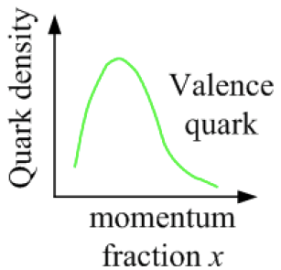 Quark density
Valence
quark
momentum
fraction x